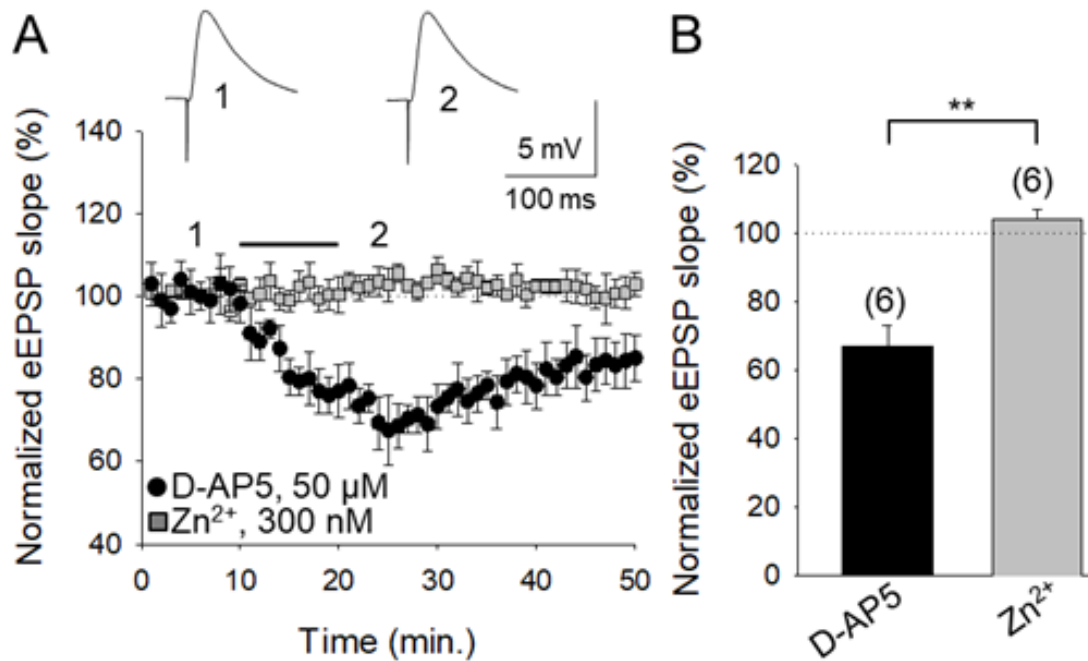 A
1
2
5 mV
100 ms
Normalized eEPSP slope (%)
140
120
100
80
60
40
1
2
D-AP5, 50 µM
Zn²⁺, 300 nM
0
10
20
30
40
50
Time (min.)
B
**
Normalized eEPSP slope (%)
120
100
80
60
40
20
0
(6)
(6)
D-AP5
Zn²⁺